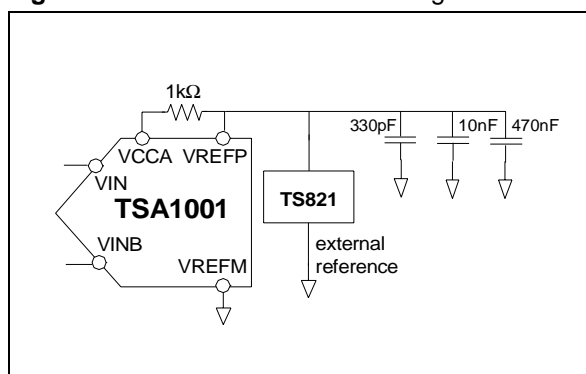 1kΩ
330pF
10nF
470nF
VCCA
VREFP
VIN
TSA1001
TS821
VINB
external
reference
VREFM